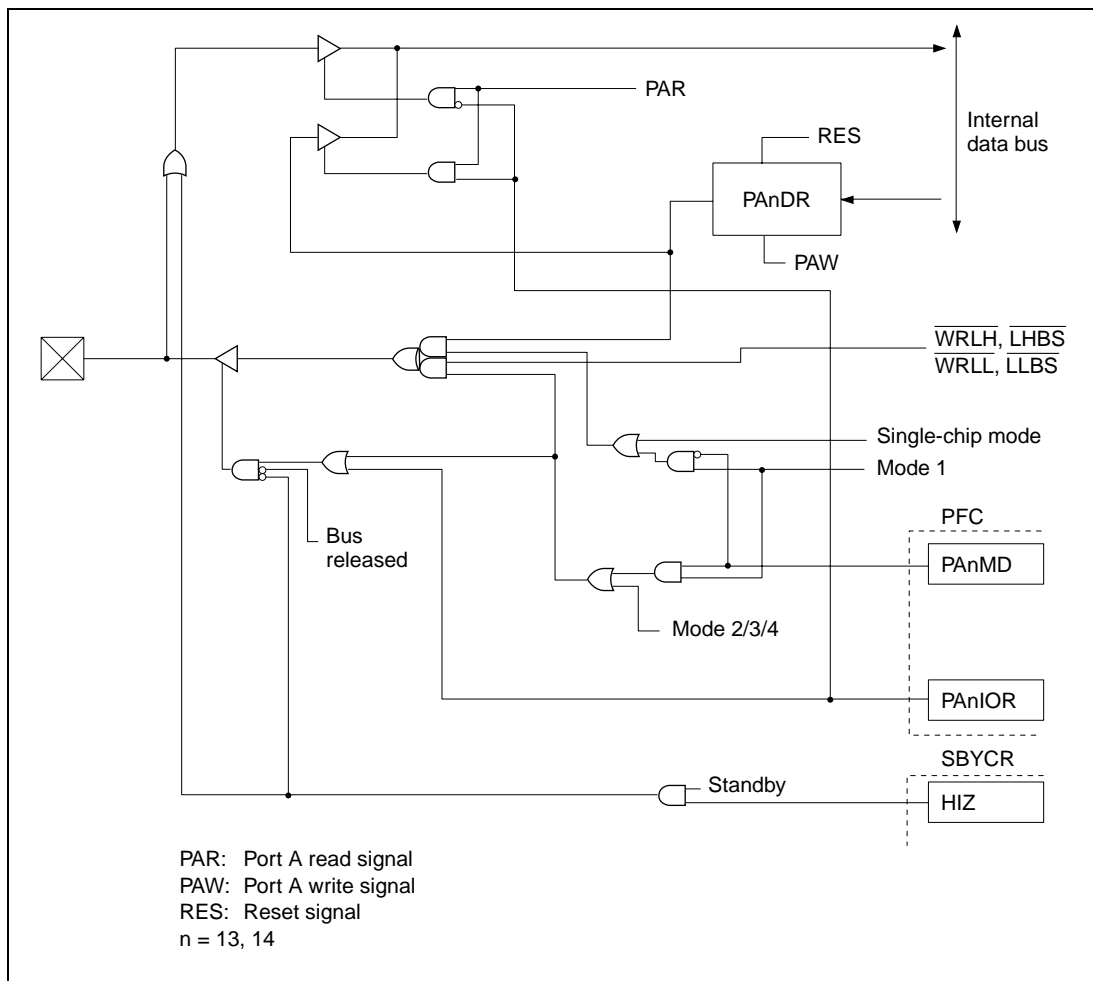 PAR
Internal
data bus
RES
PAnDR
PAW
WRLH, LHBS
WRLL, LLBS
Single-chip mode
Mode 1
Bus
released
PFC
PAnMD
Mode 2/3/4
PAnIOR
SBYCR
Standby
HIZ
PAR: Port A read signal
PAW: Port A write signal
RES: Reset signal
n = 13, 14